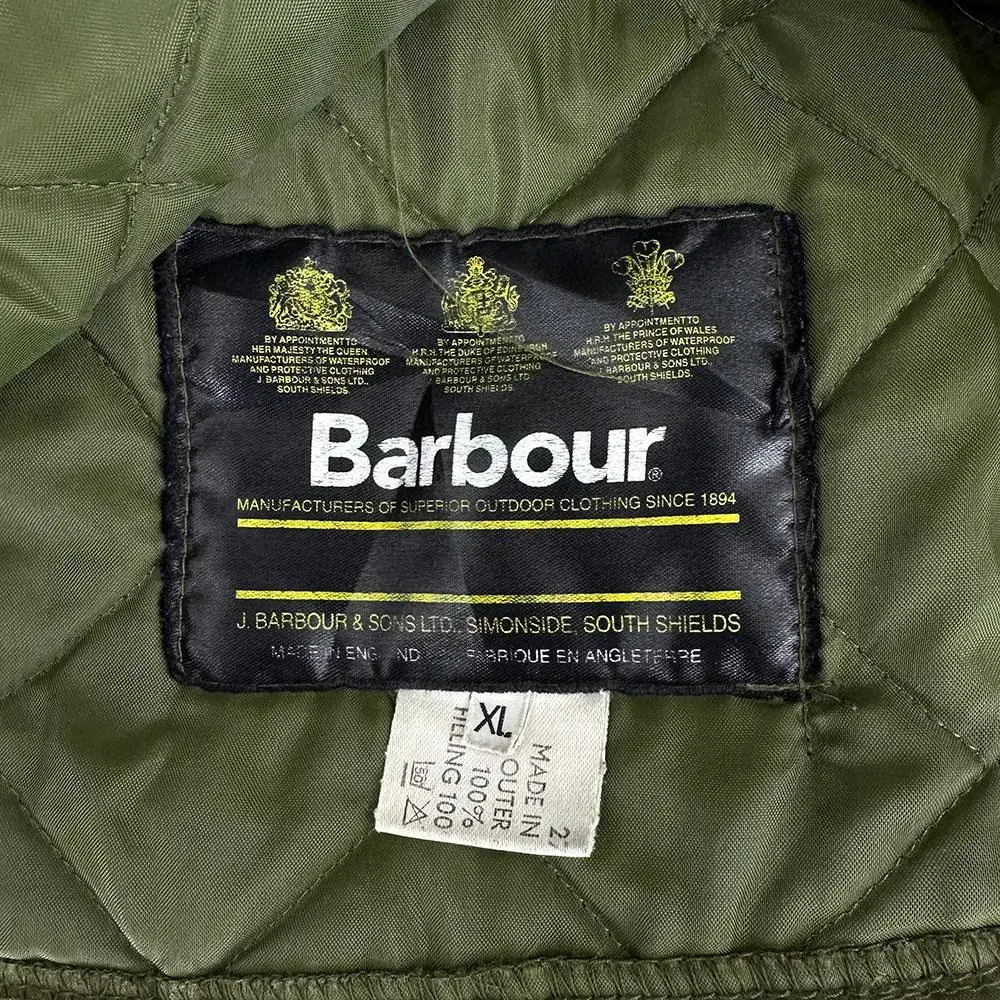 BY APPOINTMENT TO
HER MAJESTY THE QUEEN
MANUFACTURERS OF WATERPROOF
AND PROTECTIVE CLOTHING
J. BARBOUR & SONS LTD.,
SOUTH SHIELDS.
BY APPOINTMENT TO
H.R.H. THE DUKE OF EDINBURGH
MANUFACTURERS OF WATERPROOF
AND PROTECTIVE CLOTHING
J. BARBOUR & SONS LTD.,
SOUTH SHIELDS.
BY APPOINTMENT TO
H.R.H. THE PRINCE OF WALES
MANUFACTURERS OF WATERPROOF
AND PROTECTIVE CLOTHING
J. BARBOUR & SONS LTD.,
SOUTH SHIELDS.
Barbour®
MANUFACTURERS OF SUPERIOR OUTDOOR CLOTHING SINCE 1894
J. BARBOUR & SONS LTD., SIMONSIDE, SOUTH SHIELDS
MADE IN ENGLAND FABRIQUE EN ANGLETERRE
XL
MADE IN
OUTER
100%
100
50